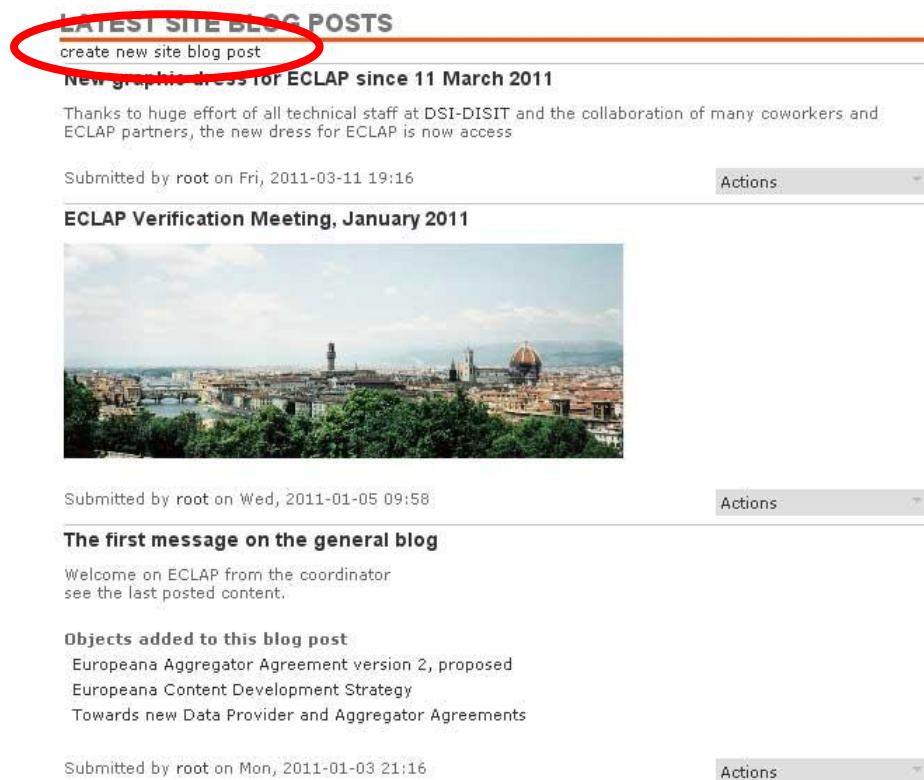 LATEST SITE BLOG POSTS
create new site blog post
New graphic dress for ECLAP since 11 March 2011
Thanks to huge effort of all technical staff at DSI-DISIT and the collaboration of many coworkers and
ECLAP partners, the new dress for ECLAP is now access
Submitted by root on Fri, 2011-03-11 19:16
Actions
ECLAP Verification Meeting, January 2011
Submitted by root on Wed, 2011-01-05 09:58
Actions
The first message on the general blog
Welcome on ECLAP from the coordinator
see the last posted content.
Objects added to this blog post
Europeana Aggregator Agreement version 2, proposed
Europeana Content Development Strategy
Towards new Data Provider and Aggregator Agreements
Submitted by root on Mon, 2011-01-03 21:16
Actions